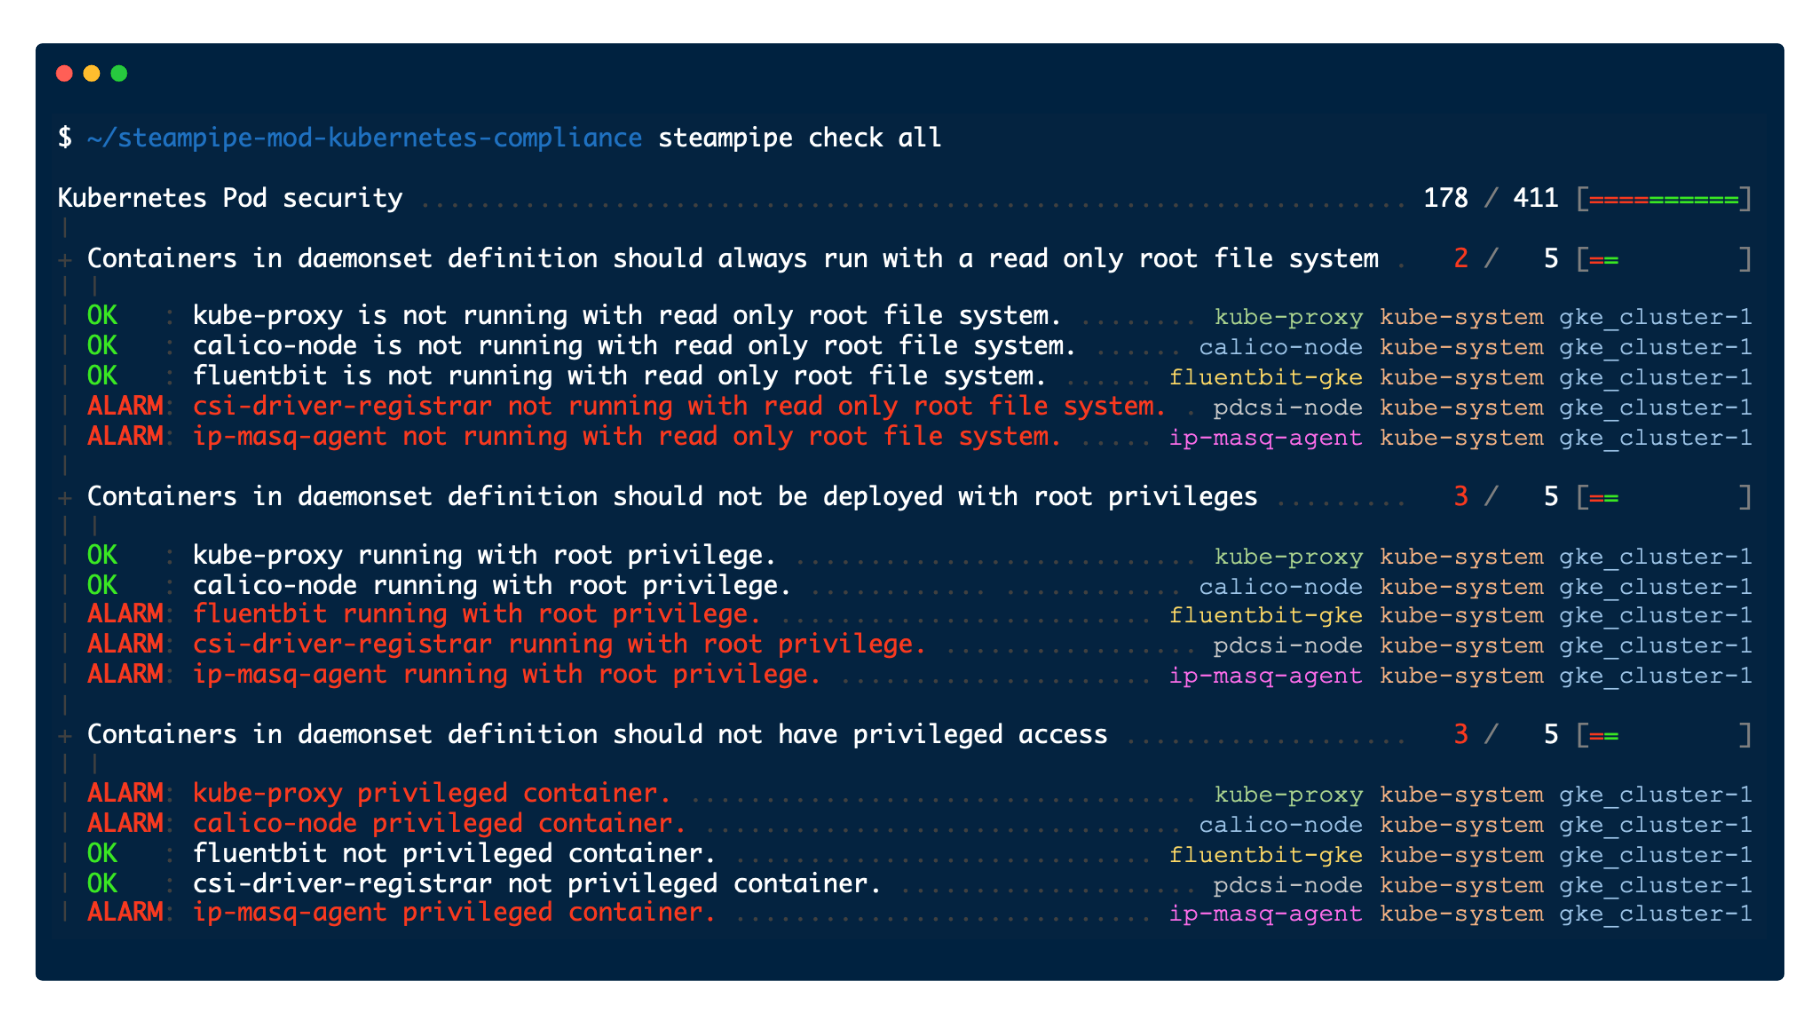 $ ~/steampipe-mod-kubernetes-compliance steampipe check all
Kubernetes Pod security ........................................ 178 / 411 [==========]
|
+ Containers in daemonset definition should always run with a read only root file system . 2 / 5 [== ]
| |
| OK : kube-proxy is not running with read only root file system. ........ kube-proxy kube-system gke_cluster-1
| OK : calico-node is not running with read only root file system. ...... calico-node kube-system gke_cluster-1
| OK : fluentbit is not running with read only root file system. ...... fluentbit-gke kube-system gke_cluster-1
| ALARM: csi-driver-registrar not running with read only root file system. . pdcsi-node kube-system gke_cluster-1
| ALARM: ip-masq-agent not running with read only root file system. ..... ip-masq-agent kube-system gke_cluster-1
|
+ Containers in daemonset definition should not be deployed with root privileges ......... 3 / 5 [== ]
| |
| OK : kube-proxy running with root privilege. ........................... kube-proxy kube-system gke_cluster-1
| OK : calico-node running with root privilege. ............ ............ calico-node kube-system gke_cluster-1
| ALARM: fluentbit running with root privilege. ......................... fluentbit-gke kube-system gke_cluster-1
| ALARM: csi-driver-registrar running with root privilege. ................. pdcsi-node kube-system gke_cluster-1
| ALARM: ip-masq-agent running with root privilege. ..................... ip-masq-agent kube-system gke_cluster-1
|
+ Containers in daemonset definition should not have privileged access ................... 3 / 5 [== ]
| |
| ALARM: kube-proxy privileged container. .................................. kube-proxy kube-system gke_cluster-1
| ALARM: calico-node privileged container. ................................ calico-node kube-system gke_cluster-1
| OK : fluentbit not privileged container. ............................ fluentbit-gke kube-system gke_cluster-1
| OK : csi-driver-registrar not privileged container. .................... pdcsi-node kube-system gke_cluster-1
| ALARM: ip-masq-agent privileged container. ............................ ip-masq-agent kube-system gke_cluster-1